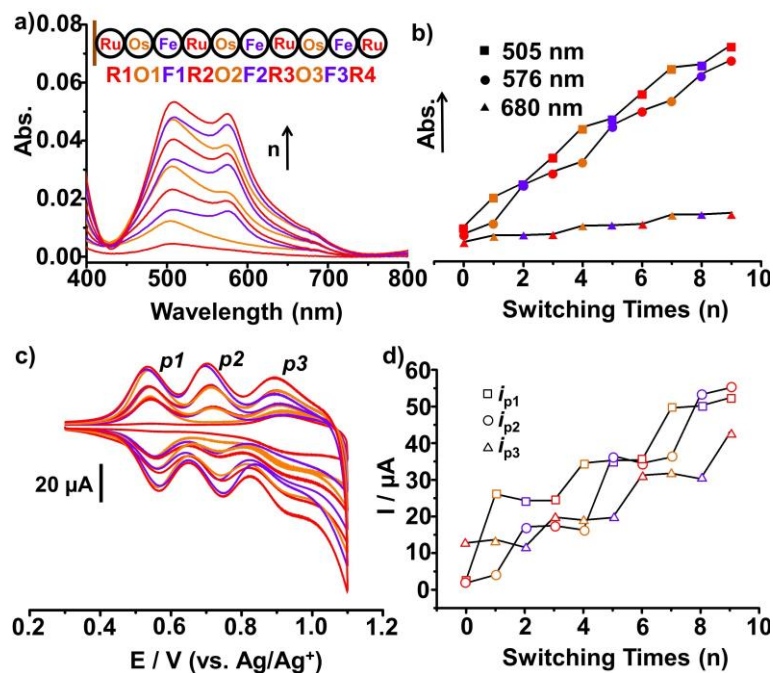 a)
Ru Os Fe Ru Os Fe Ru Os Fe Ru
R1O1F1R2O2F2R3O3F3R4
n
Abs.
0.08
0.06
0.04
0.02
0.00
400 500 600 700 800
Wavelength (nm)
b)
505 nm
576 nm
680 nm
Abs.
0 2 4 6 8 10
Switching Times (n)
c)
p1 p2 p3
20 µA
0.2 0.4 0.6 0.8 1.0 1.2
E / V (vs. Ag/Ag⁺)
d)
ip1
ip2
ip3
I / µA
60
50
40
30
20
10
0
0 2 4 6 8 10
Switching Times (n)